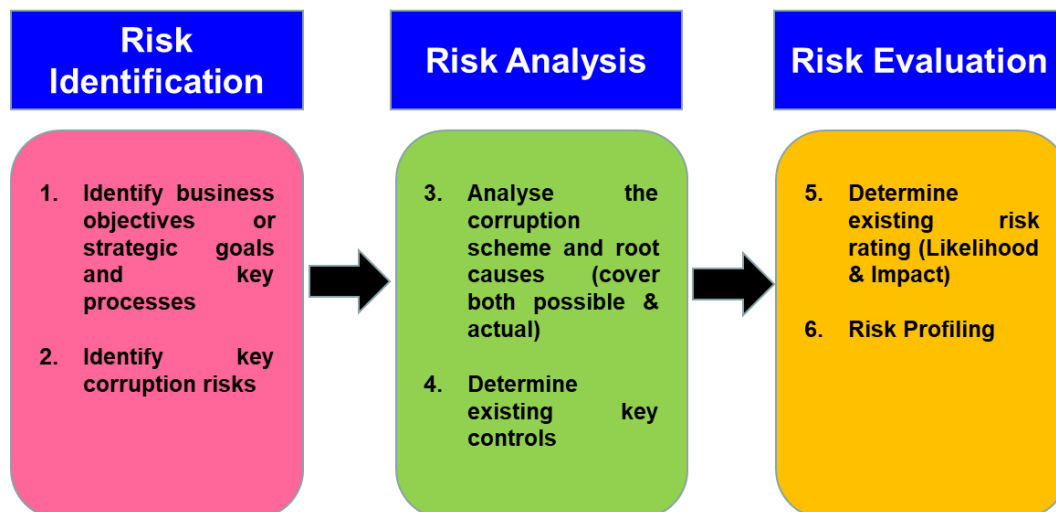 Risk
Identification
1. Identify business
objectives or
strategic goals
and key
processes
2. Identify key
corruption risks
Risk Analysis
3. Analyse the
corruption
scheme and root
causes (cover
both possible &
actual)
4. Determine
existing key
controls
Risk Evaluation
5. Determine
existing risk
rating (Likelihood
& Impact)
6. Risk Profiling